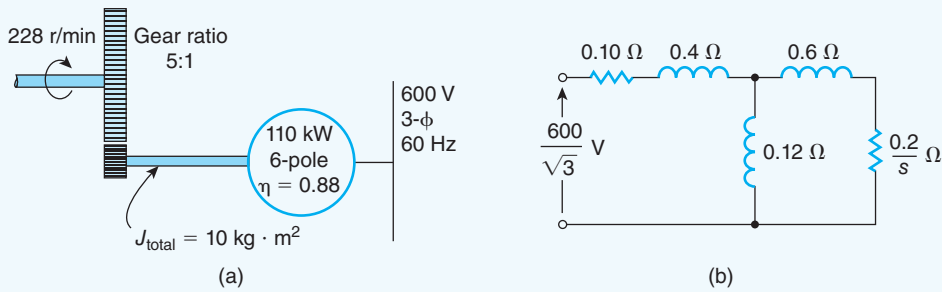 228 r/min
Gear ratio
5:1
600 V
3-ϕ
60 Hz
110 kW
6-pole
η = 0.88
J_total = 10 kg · m²
(a)
0.10 Ω
0.4 Ω
0.6 Ω
600/√3 V
0.12 Ω
0.2/s Ω
(b)